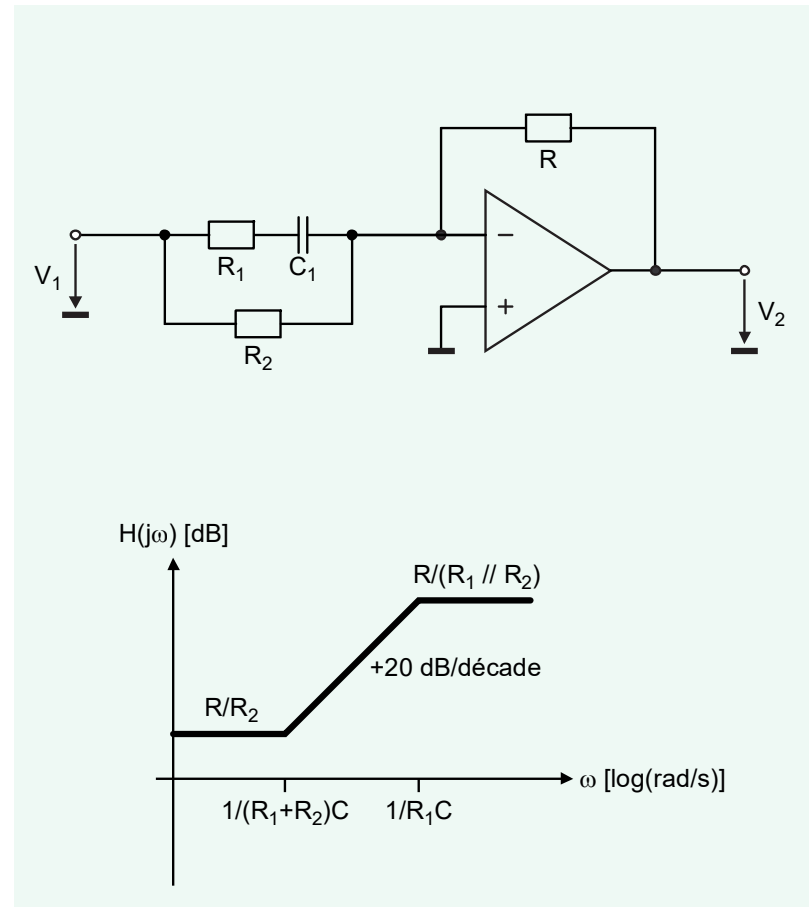 R
R₁
C₁
V₁
−
+
R₂
V₂
H(jω) [dB]
R/(R₁ // R₂)
+20 dB/décade
R/R₂
ω [log(rad/s)]
1/(R₁+R₂)C
1/R₁C